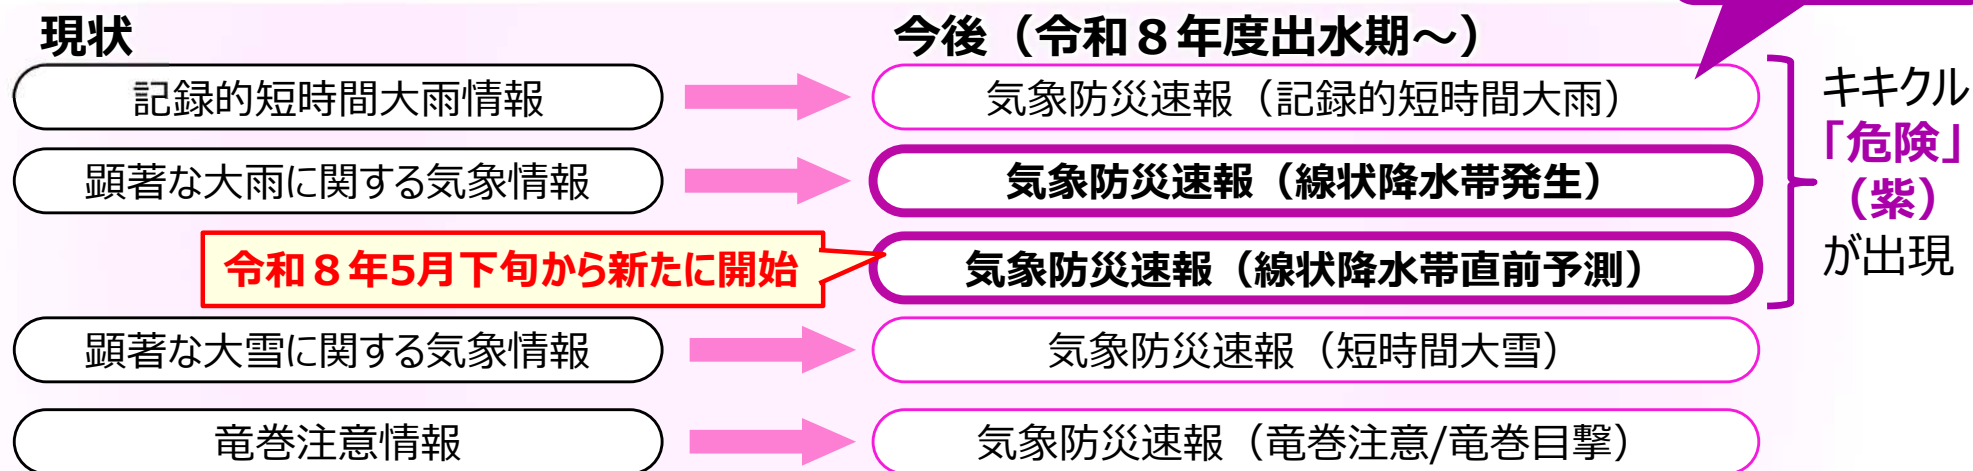 現状
今後（令和８年度出水期～）
記録的短時間大雨情報
気象防災速報（記録的短時間大雨）
顕著な大雨に関する気象情報
気象防災速報（線状降水帯発生）
令和８年5月下旬から新たに開始
気象防災速報（線状降水帯直前予測）
顕著な大雪に関する気象情報
気象防災速報（短時間大雪）
竜巻注意情報
気象防災速報（竜巻注意/竜巻目撃）
キキクル
「危険」
（紫）
が出現